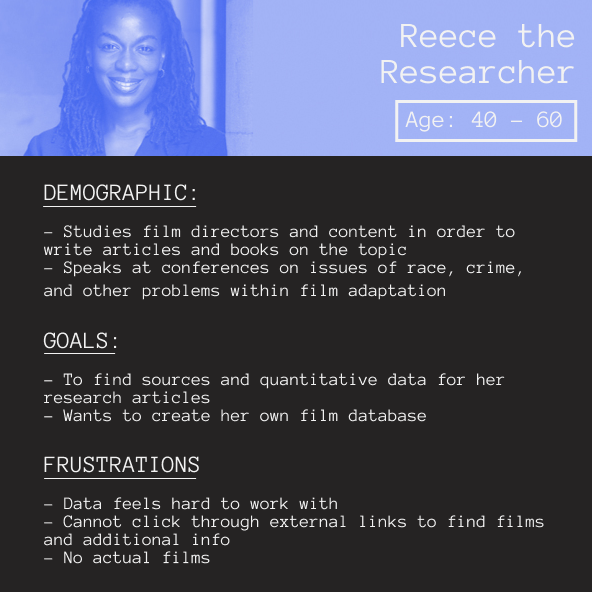 Reece the
Researcher
Age: 40 – 60
DEMOGRAPHIC:
– Studies film directors and content in order to
write articles and books on the topic
– Speaks at conferences on issues of race, crime,
and other problems within film adaptation
GOALS:
– To find sources and quantitative data for her
research articles
– Wants to create her own film database
FRUSTRATIONS
– Data feels hard to work with
– Cannot click through external links to find films
and additional info
– No actual films